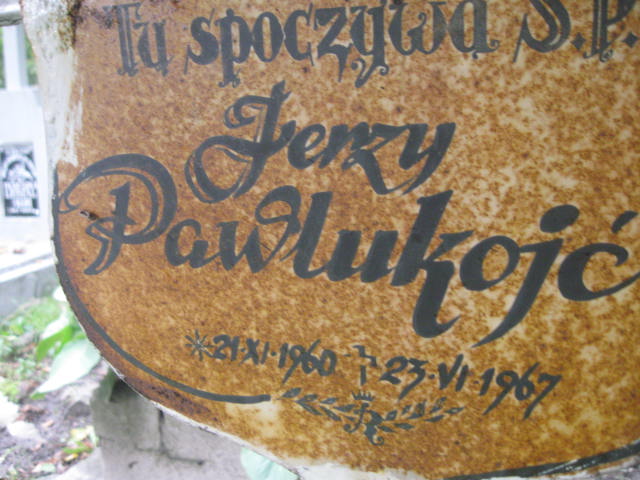 Tu spoczywa Ś.P.
Jerzy
Pawlukojć
* 21·XI·1960 † 23·VI·1967